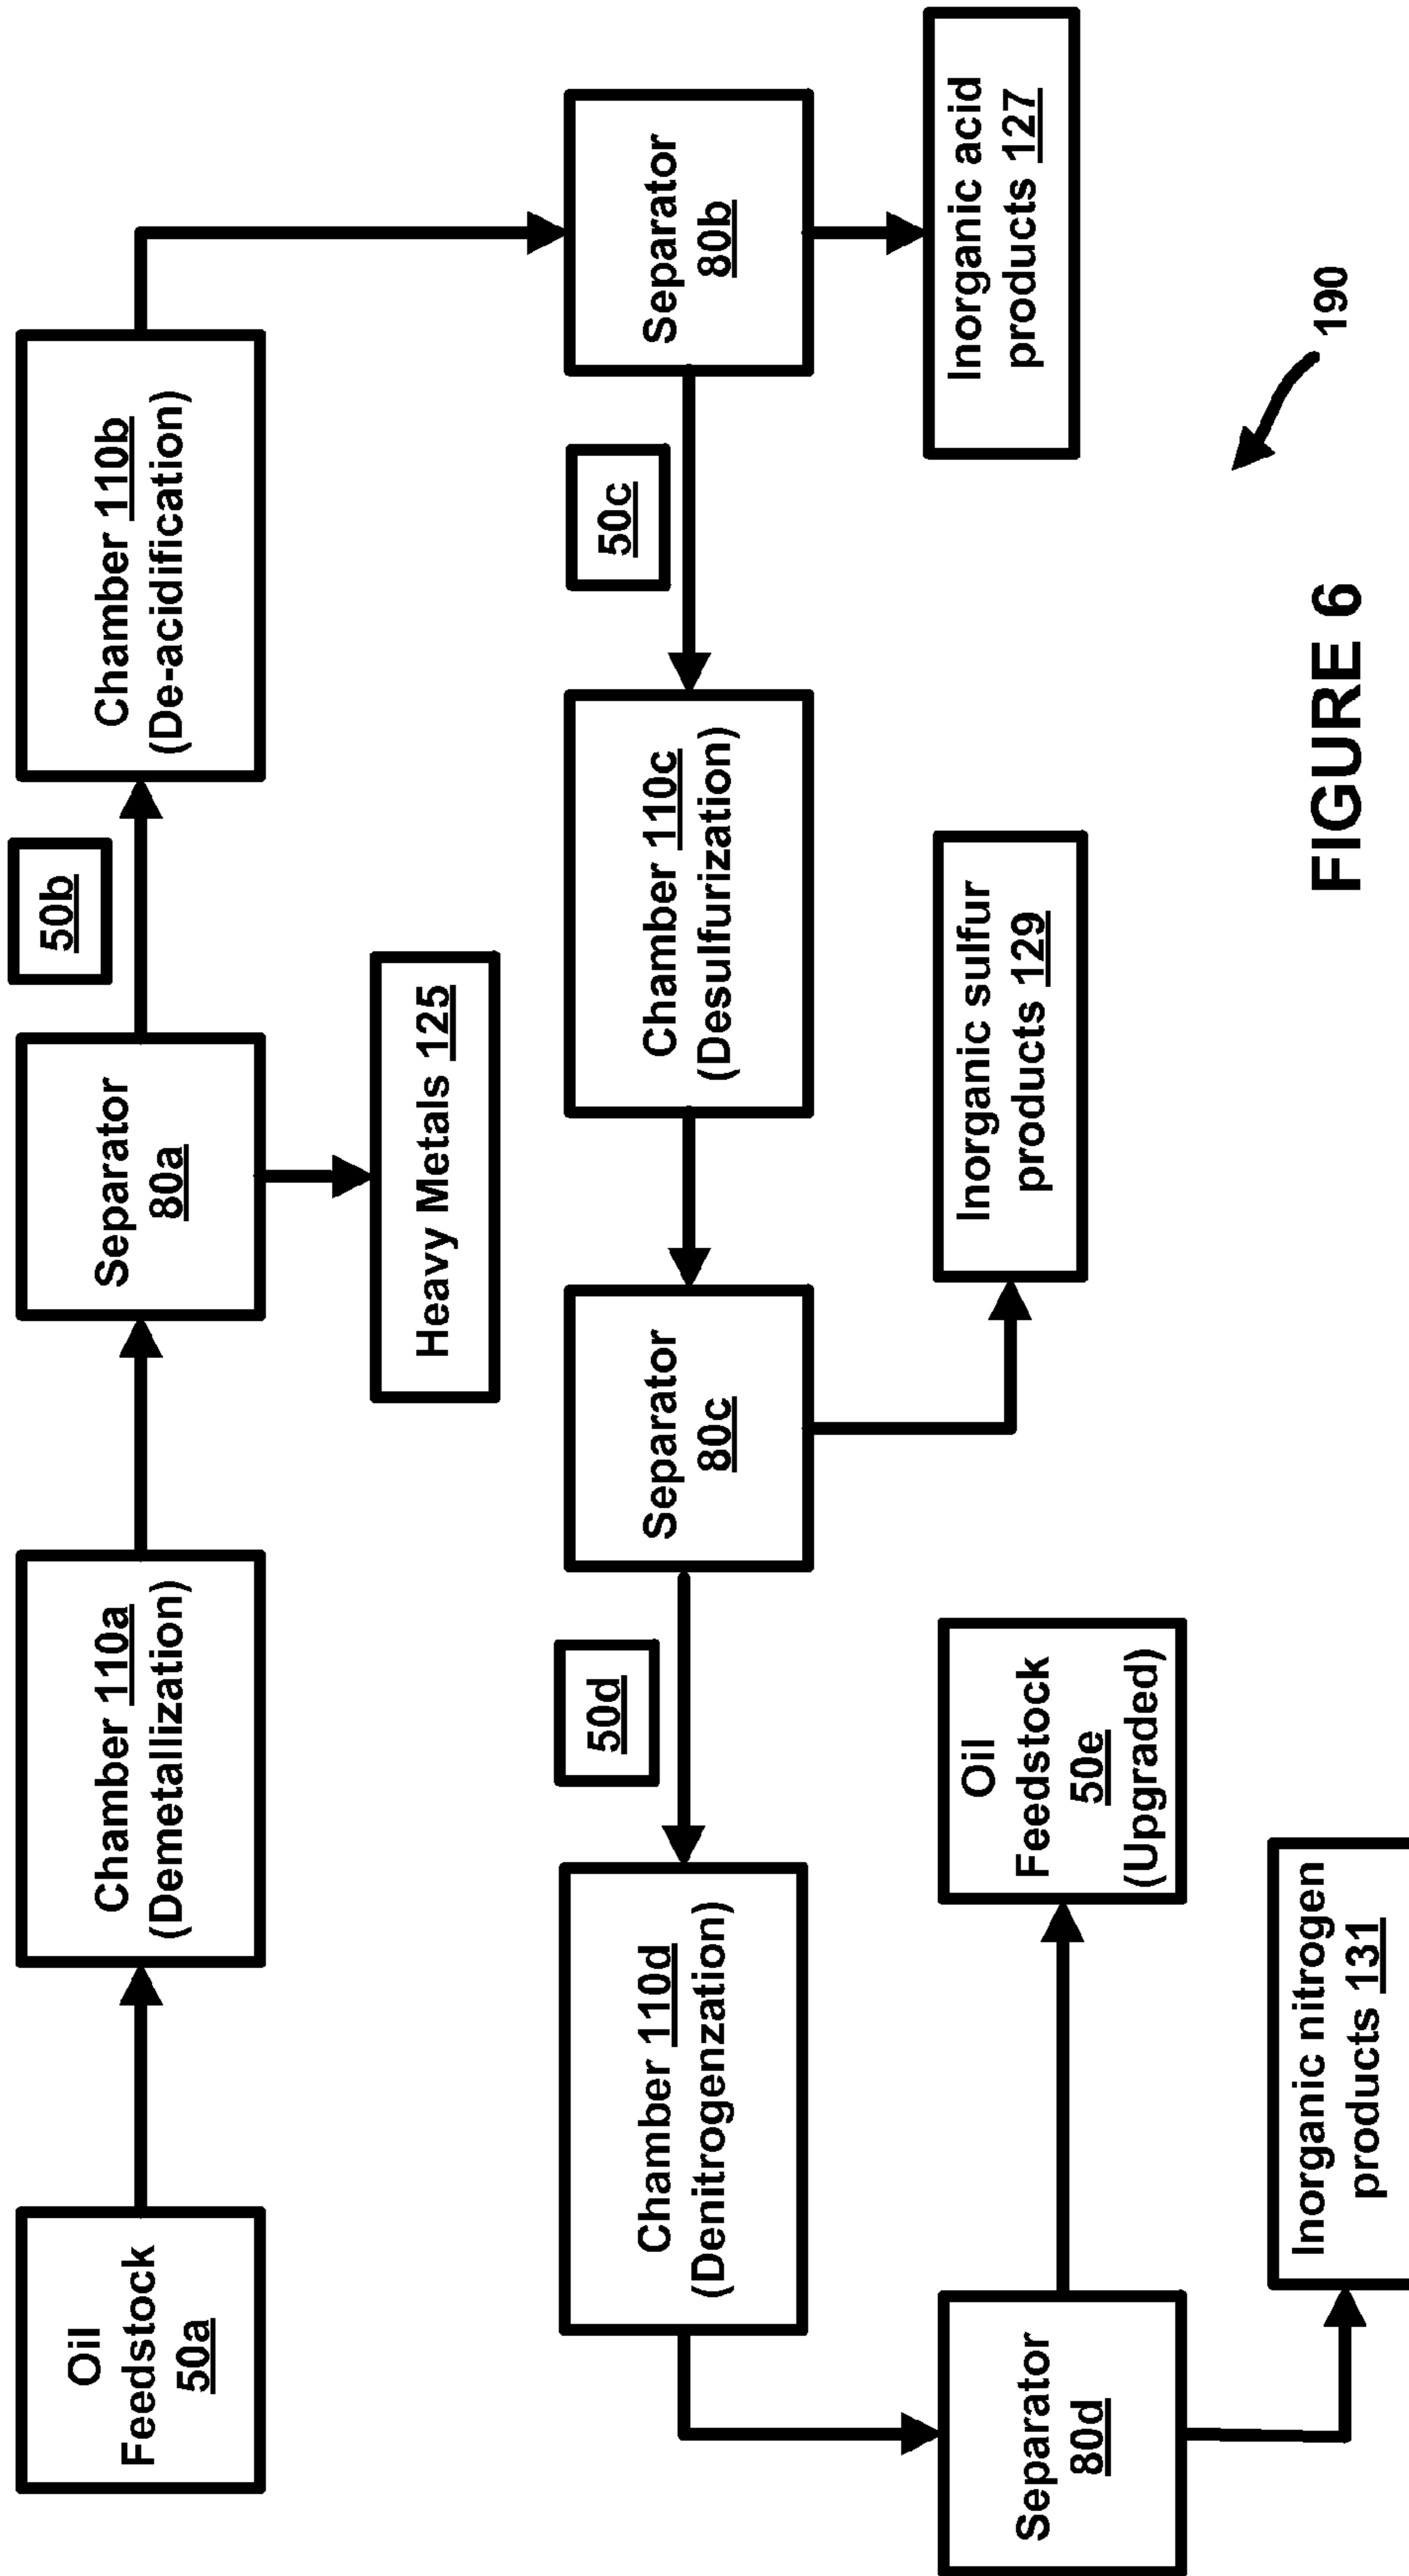 Oil
Feedstock
50a
Chamber 110a
(Demetallization)
Separator
80a
Heavy Metals 125
50b
Chamber 110b
(De-acidification)
Separator
80b
Inorganic acid
products 127
50c
Chamber 110c
(Desulfurization)
Separator
80c
Inorganic sulfur
products 129
50d
Chamber 110d
(Denitrogenzation)
Separator
80d
Oil
Feedstock
50e
(Upgraded)
Inorganic nitrogen
products 131
190
FIGURE 6